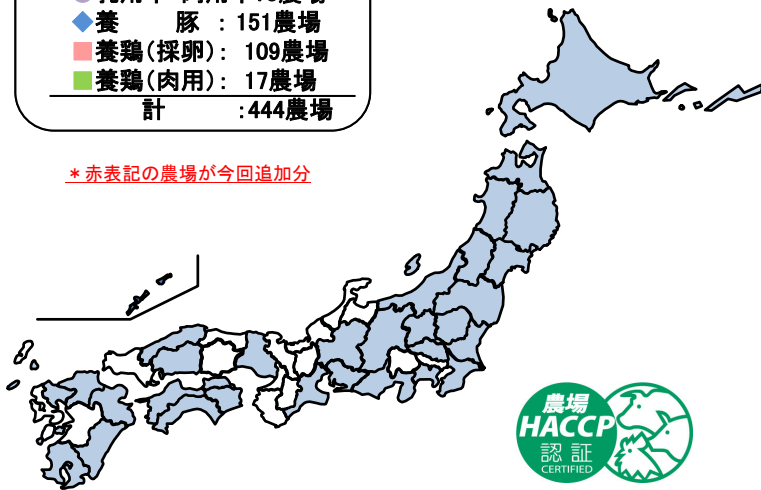 ◆養　　豚 : 151農場
■養鶏(採卵): 109農場
■養鶏(肉用): 17農場
計 :444農場
*赤表記の農場が今回追加分
農場
HACCP
認証
CERTIFIED